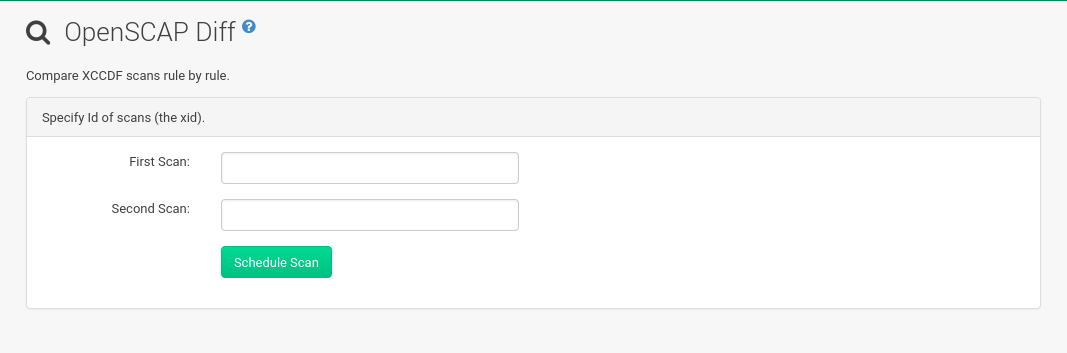 OpenSCAP Diff ?
Compare XCCDF scans rule by rule.
Specify Id of scans (the xid).
First Scan:
Second Scan:
Schedule Scan